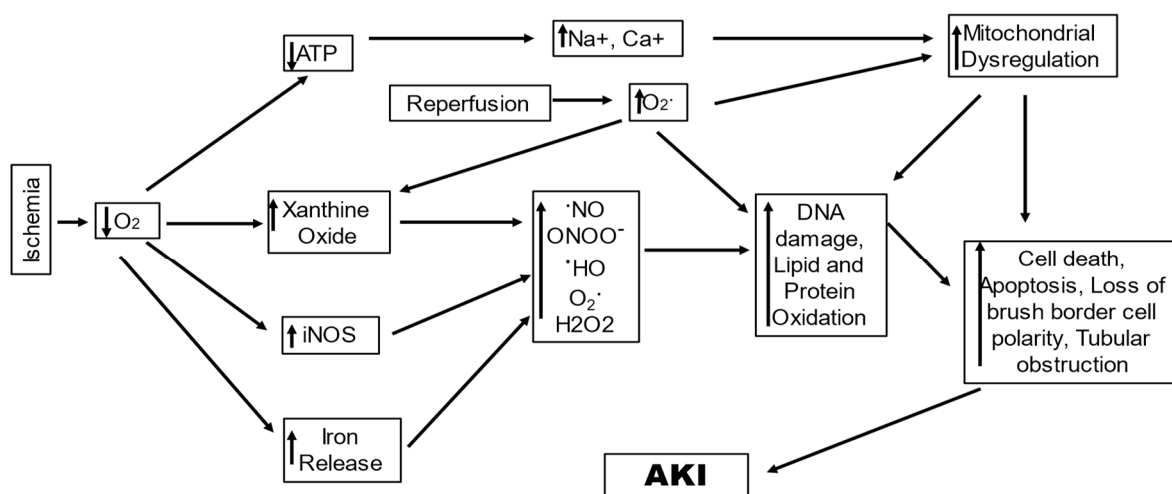 ↓ATP
↑Na+, Ca+
↑Mitochondrial
Dysregulation
Reperfusion
↑O₂·
Ischemia
↓O₂
↑Xanthine
Oxide
↑iNOS
↑Iron
Release
↑·NO
ONOO⁻
·HO
O₂·
H2O2
↑DNA
damage,
Lipid and
Protein
Oxidation
↑Cell death,
Apoptosis, Loss of
brush border cell
polarity, Tubular
obstruction
AKI